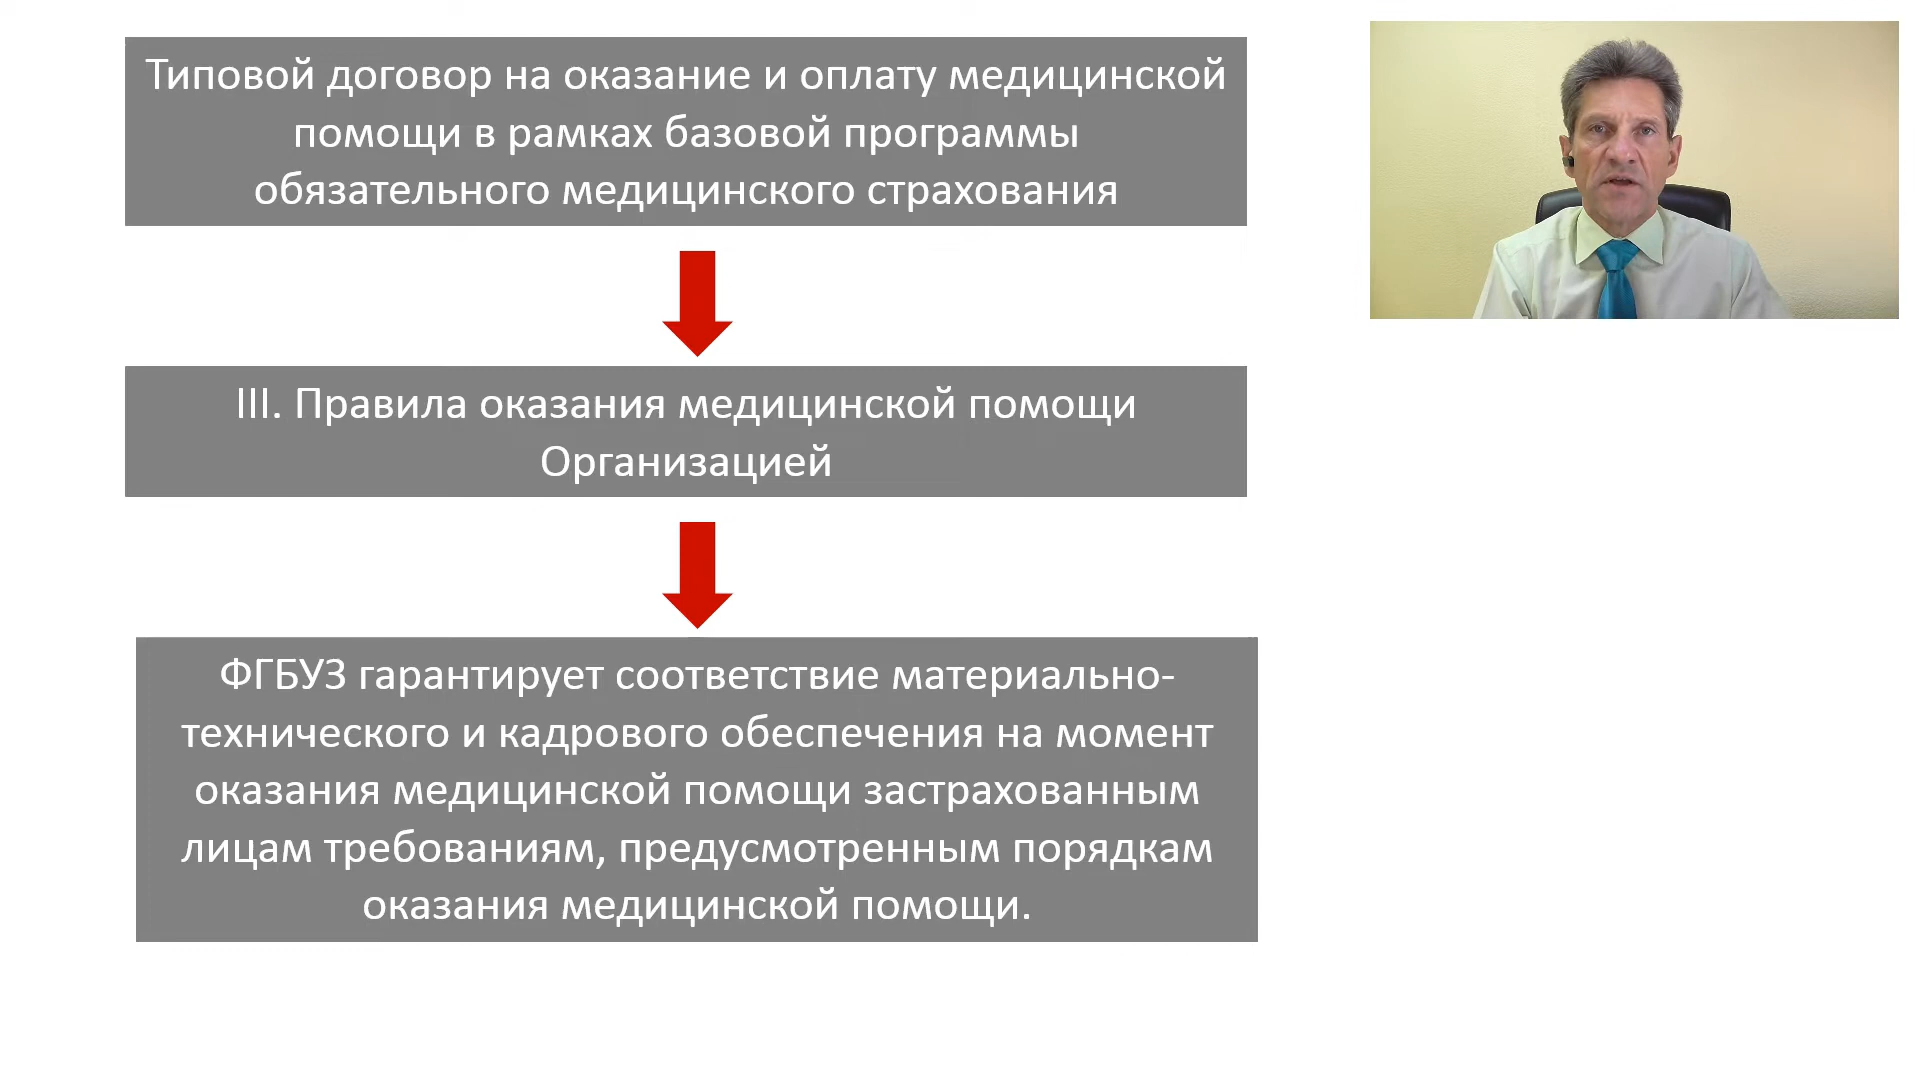 Типовой договор на оказание и оплату медицинской
помощи в рамках базовой программы
обязательного медицинского страхования
III. Правила оказания медицинской помощи
Организацией
ФГБУЗ гарантирует соответствие материально-
технического и кадрового обеспечения на момент
оказания медицинской помощи застрахованным
лицам требованиям, предусмотренным порядкам
оказания медицинской помощи.